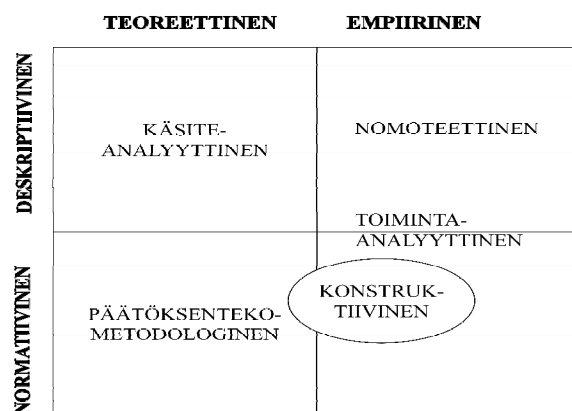 TEOREETTINEN EMPIIRINEN
DESKRIPTIIVINEN
KÄSITE-
ANALYYTTINEN
NOMOTEETTINEN
TOIMINTA-
ANALYYTTINEN
NORMATIIVINEN
PÄÄTÖKSENTEKO-
METODOLOGINEN
KONSTRUK-
TIIVINEN